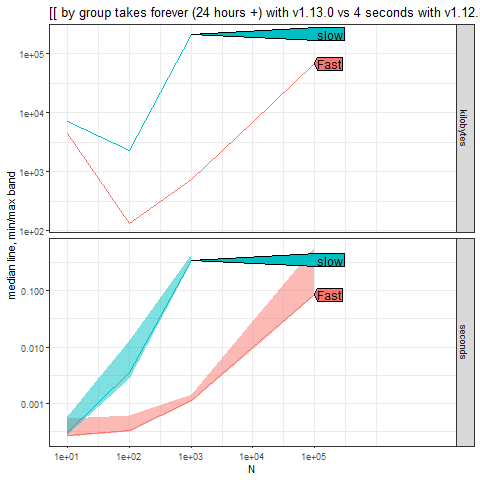 [[ by group takes forever (24 hours +) with v1.13.0 vs 4 seconds with v1.12.
median line, min/max band
1e+05
1e+04
1e+03
1e+02
slow
Fast
kilobytes
0.100
0.010
0.001
slow
Fast
seconds
1e+01 1e+02 1e+03 1e+04 1e+05
N